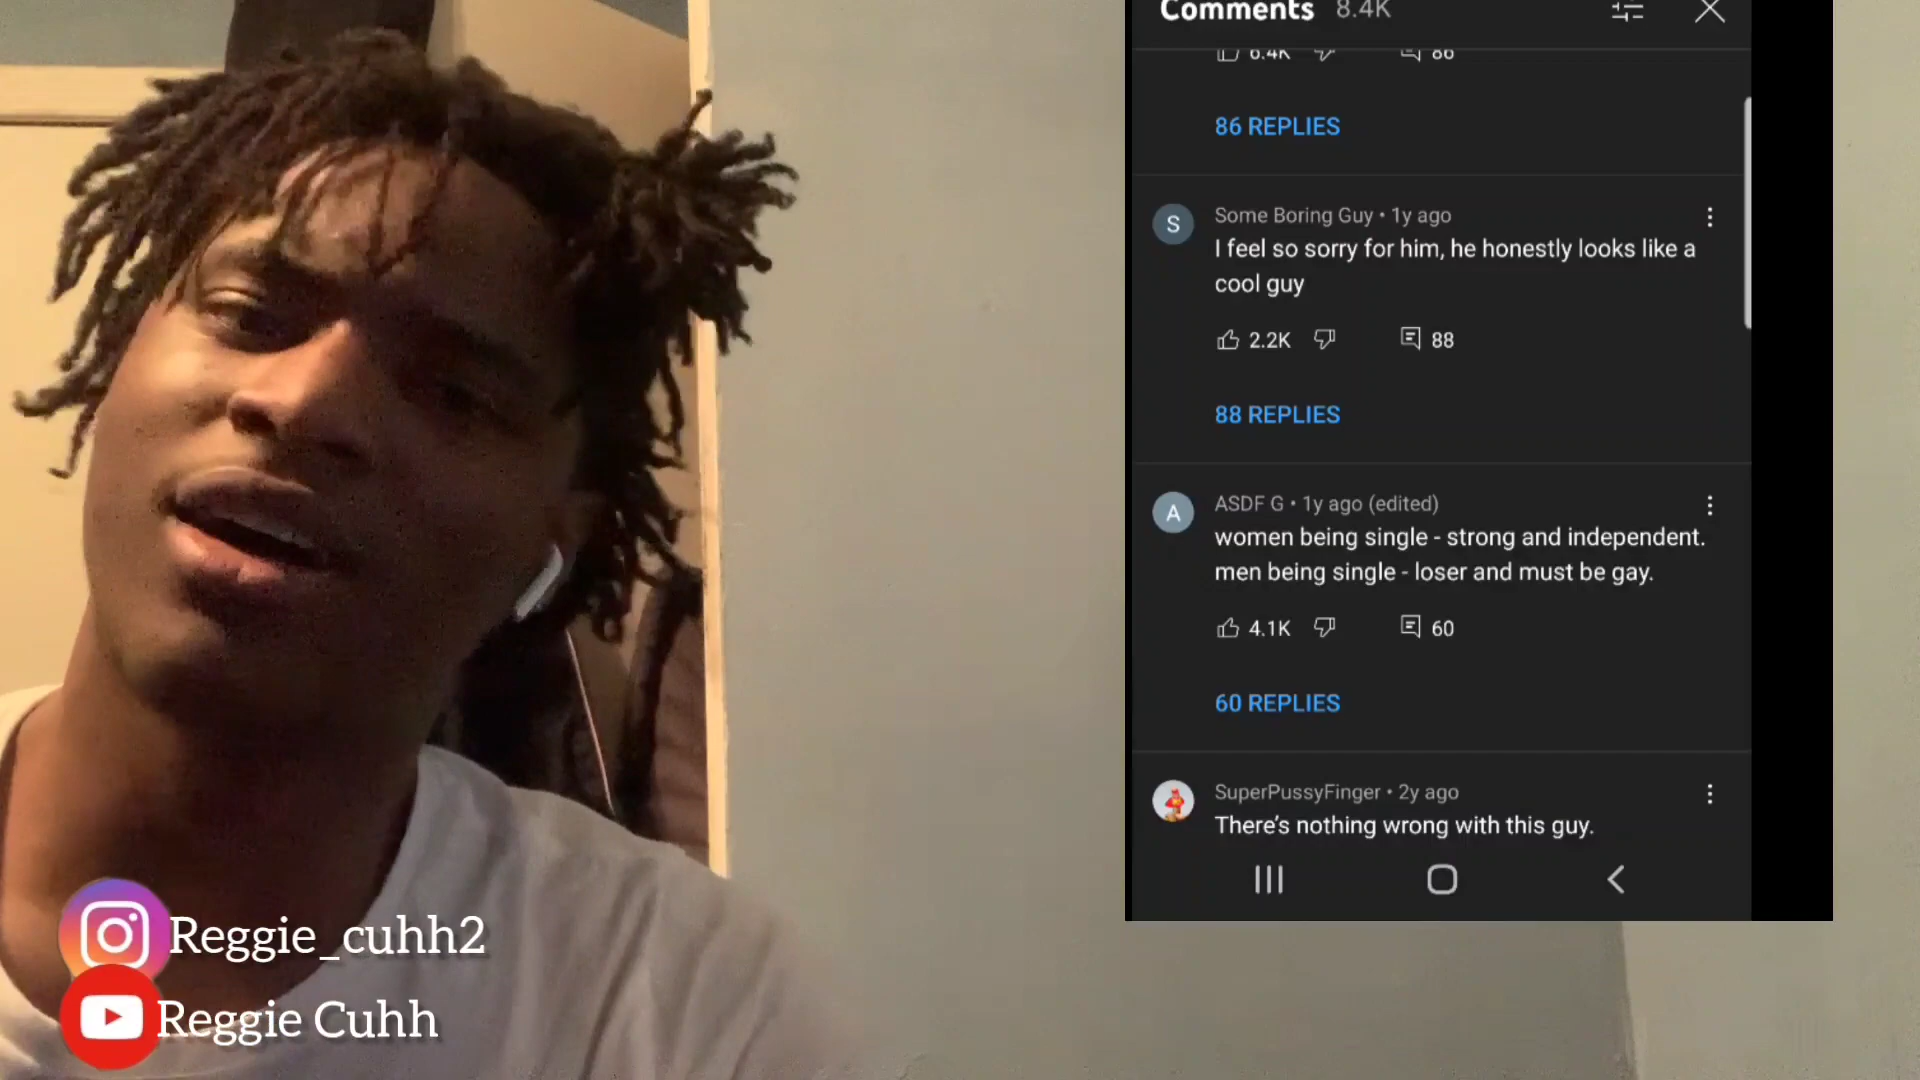 Comments 8.4K
6.4K 86
86 REPLIES
S
Some Boring Guy • 1y ago
I feel so sorry for him, he honestly looks like a
cool guy
2.2K 88
88 REPLIES
A
ASDF G • 1y ago (edited)
women being single - strong and independent.
men being single - loser and must be gay.
4.1K 60
60 REPLIES
SuperPussyFinger • 2y ago
There's nothing wrong with this guy.
Reggie_cuhh2
Reggie Cuhh